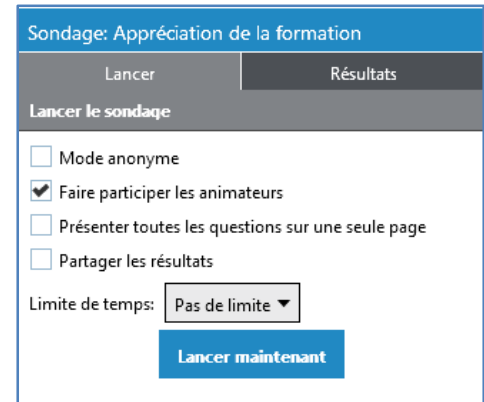 Sondage: Appréciation de la formation
Lancer Résultats
Lancer le sondage
Mode anonyme
Faire participer les animateurs
Présenter toutes les questions sur une seule page
Partager les résultats
Limite de temps: Pas de limite
Lancer maintenant